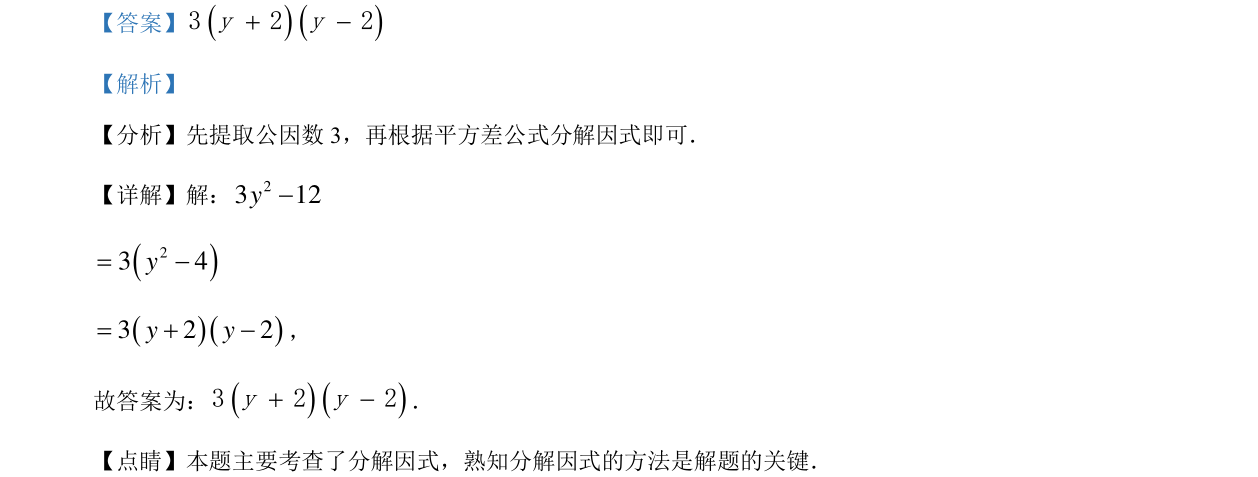 【答案】3(y + 2)(y − 2)
【解析】
【分析】先提取公因数 3，再根据平方差公式分解因式即可．
【详解】解：3y² −12
= 3(y² − 4)
= 3(y + 2)(y − 2)，
故答案为：3(y + 2)(y − 2)．
【点睛】本题主要考查了分解因式，熟知分解因式的方法是解题的关键．